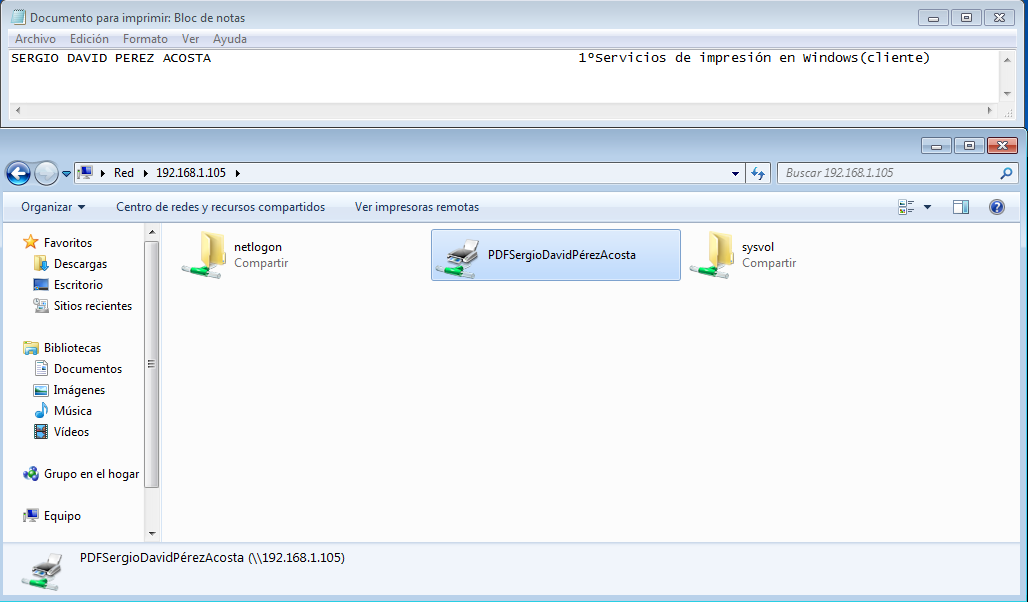 Documento para imprimir: Bloc de notas
Archivo Edición Formato Ver Ayuda
SERGIO DAVID PEREZ ACOSTA 1ºServicios de impresión en Windows(cliente)
Red 192.168.1.105
Buscar 192.168.1.105
Organizar Centro de redes y recursos compartidos Ver impresoras remotas
Favoritos
Descargas
Escritorio
Sitios recientes
Bibliotecas
Documentos
Imágenes
Música
Vídeos
Grupo en el hogar
Equipo
netlogon
Compartir
PDFSergioDavidPérezAcosta
sysvol
Compartir
PDFSergioDavidPérezAcosta (\\192.168.1.105)